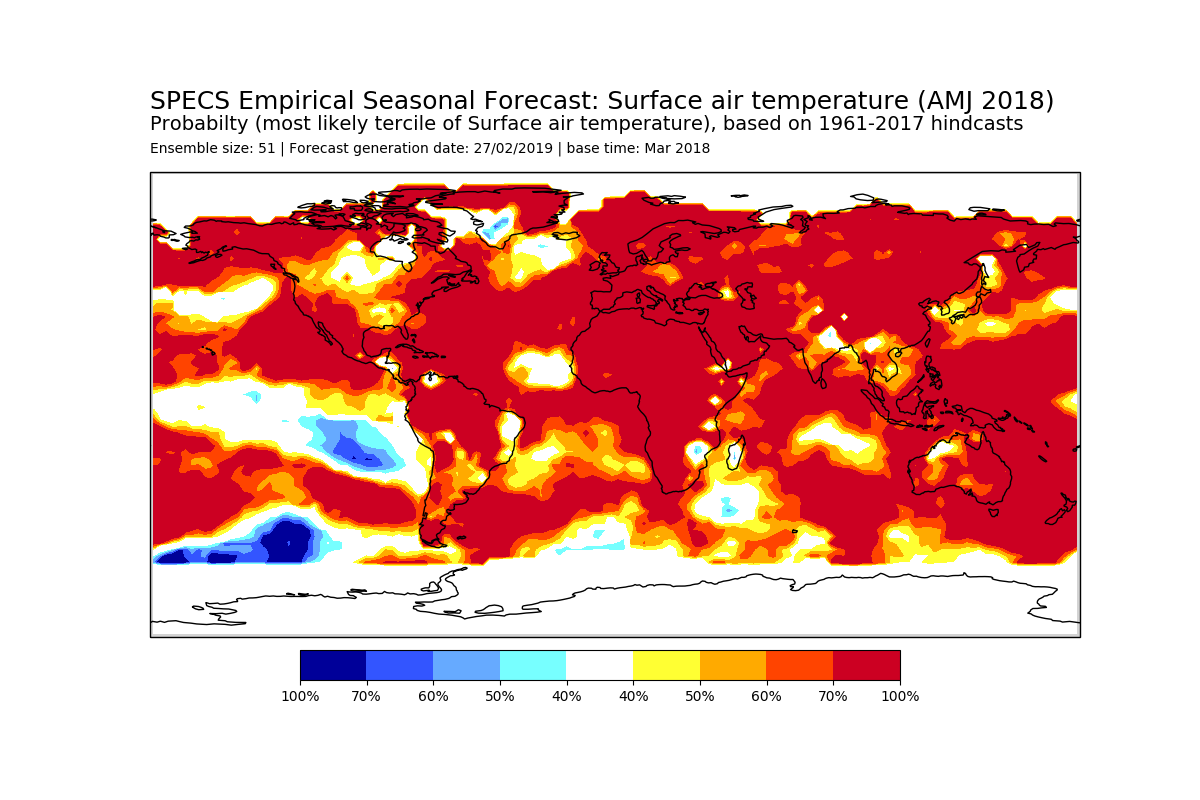 SPECS Empirical Seasonal Forecast: Surface air temperature (AMJ 2018)
Probabilty (most likely tercile of Surface air temperature), based on 1961-2017 hindcasts
Ensemble size: 51 | Forecast generation date: 27/02/2019 | base time: Mar 2018
100% 70% 60% 50% 40% 40% 50% 60% 70% 100%